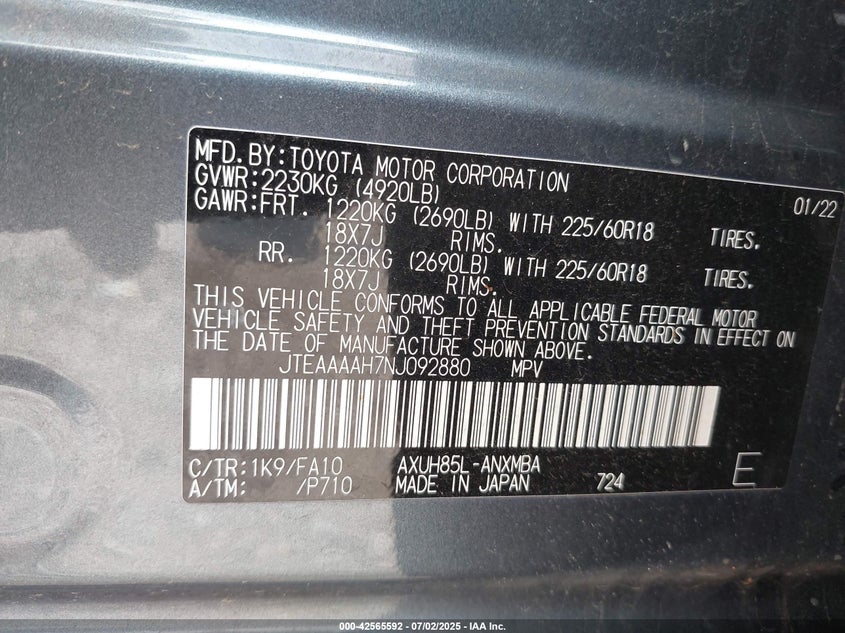 MFD.BY:TOYOTA MOTOR CORPORATION 01/22
GVWR:2230KG (4920LB)
GAWR:FRT. 1220KG (2690LB) WITH 225/60R18 TIRES.
18X7J RIMS.
RR. 1220KG (2690LB) WITH 225/60R18 TIRES.
18X7J RIMS.
THIS VEHICLE CONFORMS TO ALL APPLICABLE FEDERAL MOTOR
VEHICLE SAFETY AND THEFT PREVENTION STANDARDS IN EFFECT ON
THE DATE OF MANUFACTURE SHOWN ABOVE.
JTEAAAAH7NJ092880 MPV
C/TR:1K9/FA10 AXUH85L-ANXMBA
A/TM: /P710 MADE IN JAPAN 724 E
000-42565592 - 07/02/2025 - IAA Inc.